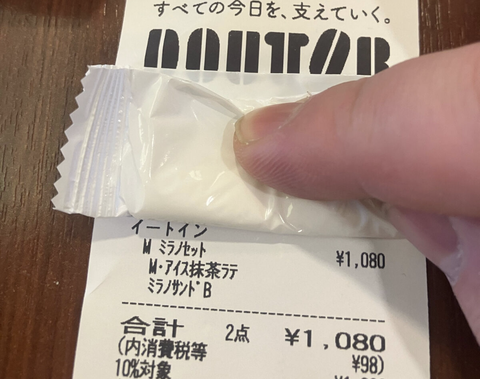 すべての今日を、支えていく。
DOUTOR
イートイン
M ミラノセット ¥1,080
M・アイス抹茶ラテ
ミラノサンドB
合計 2点 ¥1,080
(内消費税等 ¥98)
10%対象